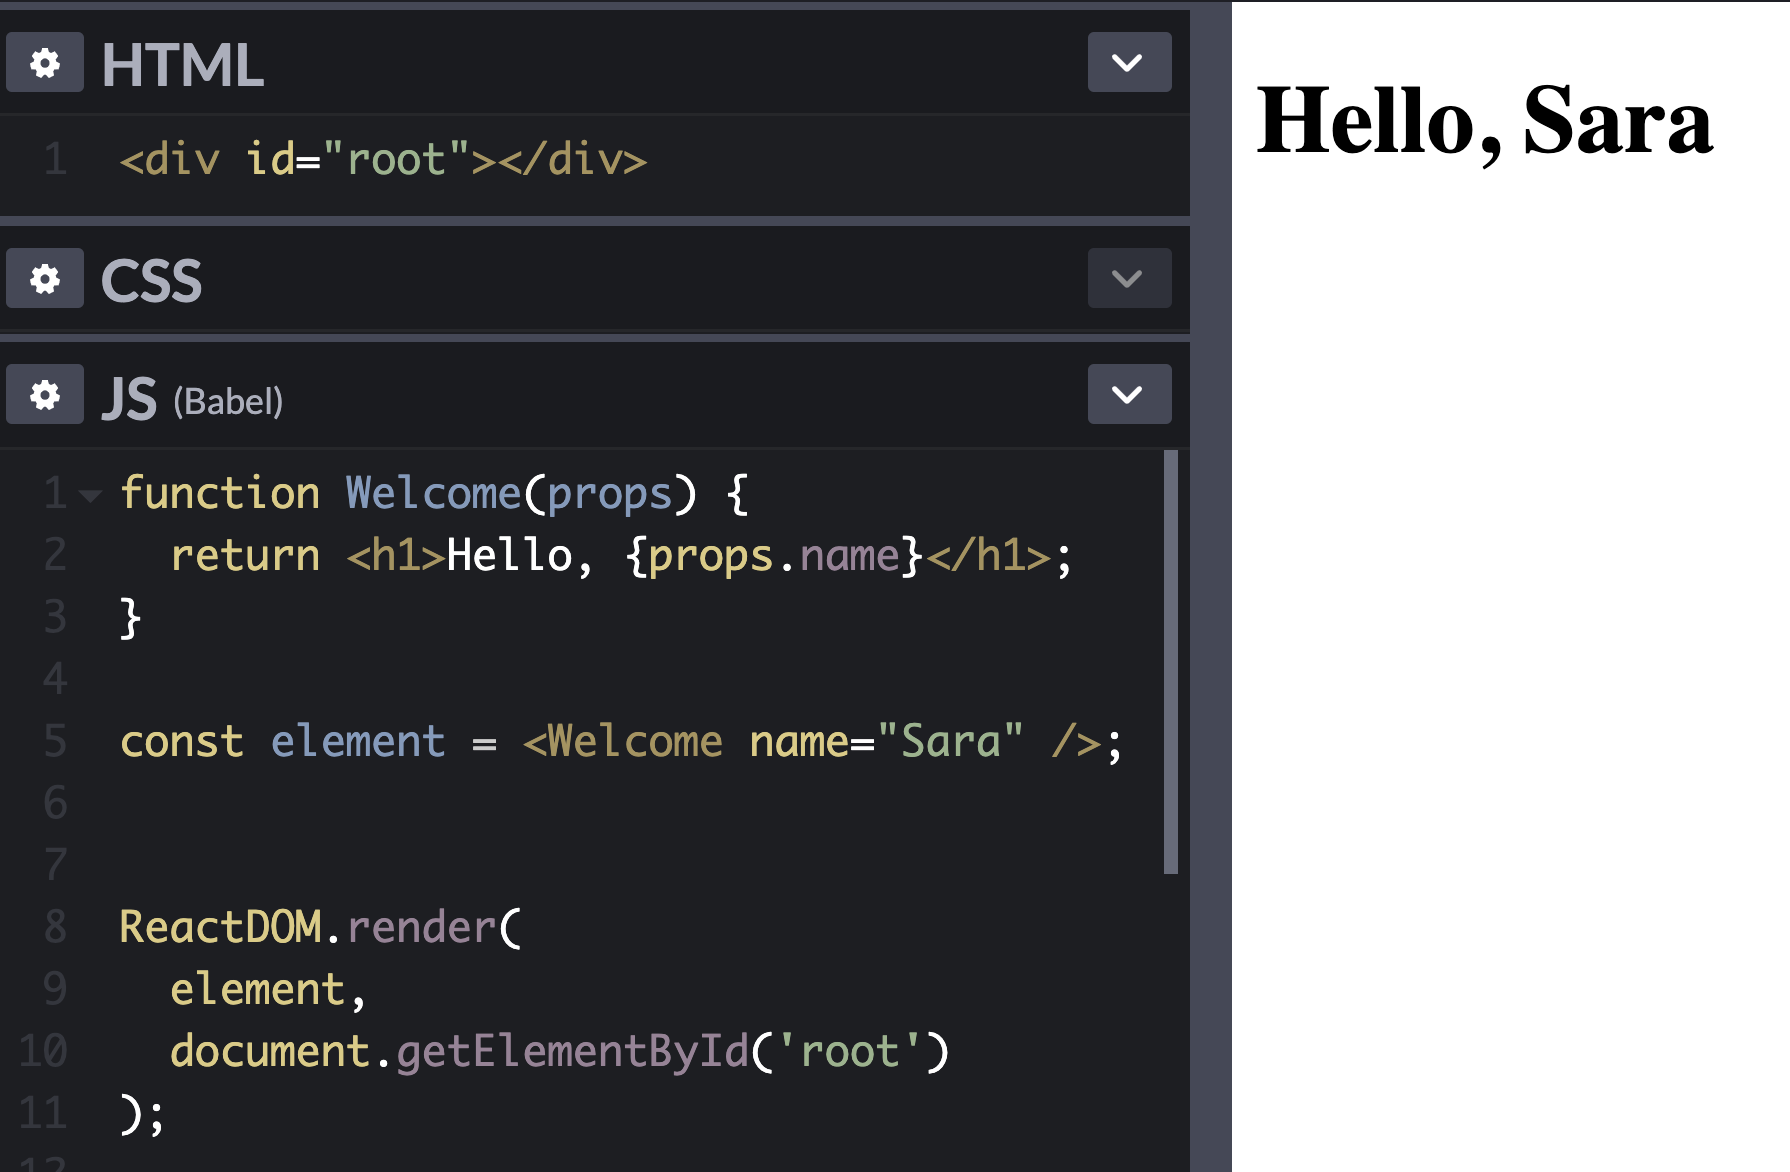 HTML
1 <div id="root"></div>
CSS
JS (Babel)
1 function Welcome(props) {
2   return <h1>Hello, {props.name}</h1>;
3 }
4
5 const element = <Welcome name="Sara" />;
6
7
8 ReactDOM.render(
9   element,
10   document.getElementById('root')
11 );
12
Hello, Sara